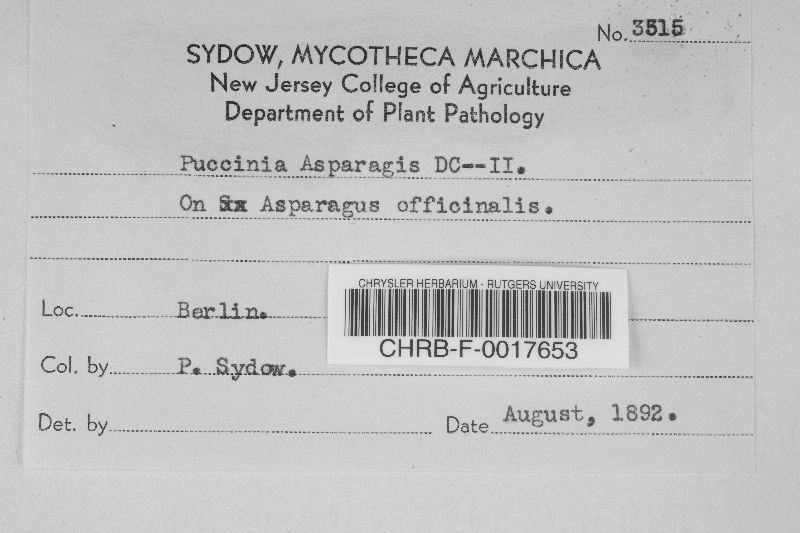 No. 3515
SYDOW, MYCOTHECA MARCHICA
New Jersey College of Agriculture
Department of Plant Pathology
Puccinia Asparagis DC--II.
On Asparagus officinalis.
CHRYSLER HERBARIUM - RUTGERS UNIVERSITY
Loc. Berlin.
CHRB-F-0017653
Col. by P. Sydow.
Det. by
Date August, 1892.